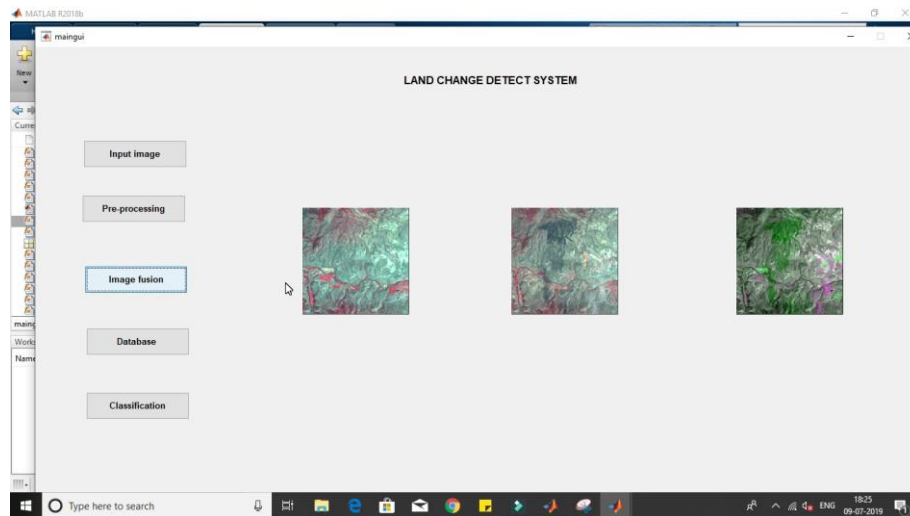 MATLAB R2018b
maingui
New
LAND CHANGE DETECT SYSTEM
Curre
Input image
Pre-processing
Image fusion
maing
Database
Works
Name
Classification
Type here to search
ENG
18:25
09-07-2019